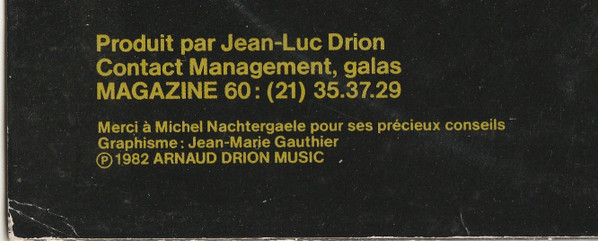 Produit par Jean-Luc Drion
Contact Management, galas
MAGAZINE 60: (21) 35.37.29
Merci à Michel Nachtergaele pour ses précieux conseils
Graphisme: Jean-Marie Gauthier
Ⓟ 1982 ARNAUD DRION MUSIC